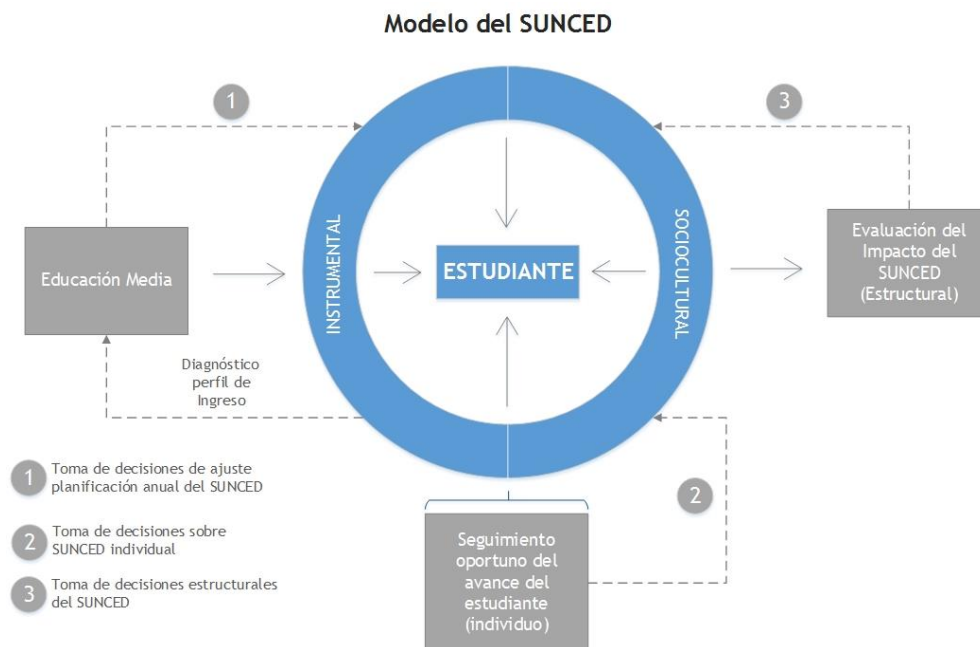 Modelo del SUNCED
1
3
INSTRUMENTAL
SOCIOCULTURAL
ESTUDIANTE
Educación Media
Evaluación del
Impacto del
SUNCED
(Estructural)
Diagnóstico
perfil de
Ingreso
1 Toma de decisiones de ajuste
planificación anual del SUNCED
2 Toma de decisiones sobre
SUNCED individual
3 Toma de decisiones estructurales
del SUNCED
2
Seguimiento
oportuno del
avance del
estudiante
(individuo)